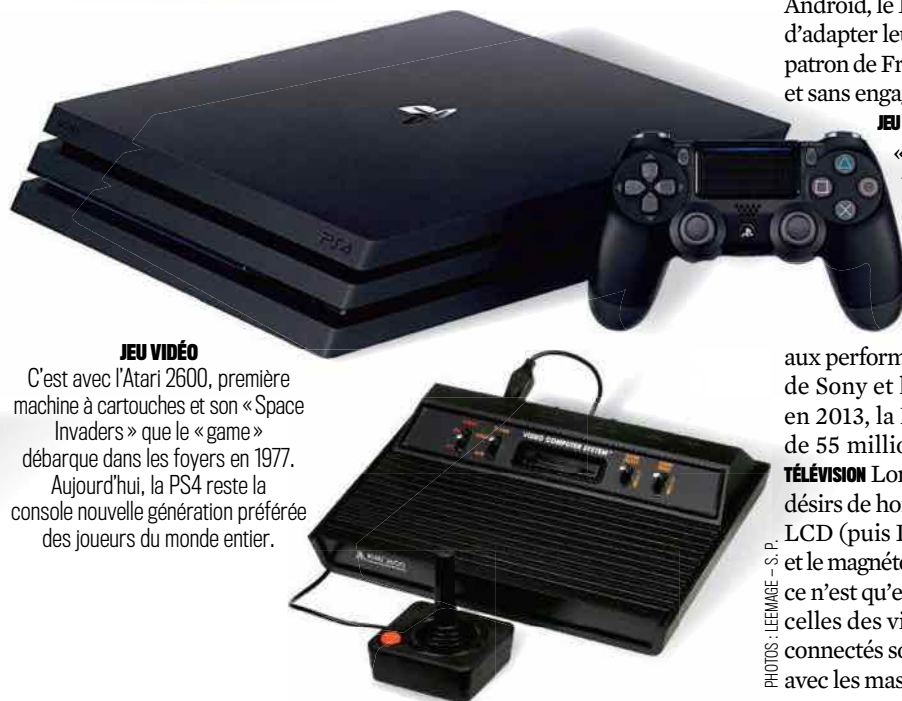 Android, le
d'adapter leu
patron de Fr
et sans enga
JEU
«
PS4
JEU VIDÉO
C'est avec l'Atari 2600, première
machine à cartouches et son « Space
Invaders » que le « game »
débarque dans les foyers en 1977.
Aujourd'hui, la PS4 reste la
console nouvelle génération préférée
des joueurs du monde entier.
VIDEO COMPUTER SYSTEM
aux perform
de Sony et l
en 2013, la
de 55 millio
TÉLÉVISION Lor
désirs de ho
LCD (puis
et le magnéto
ce n'est qu'e
celles des vi
connectés so
avec les mas
PHOTOS : LEEMAGE – S. P.